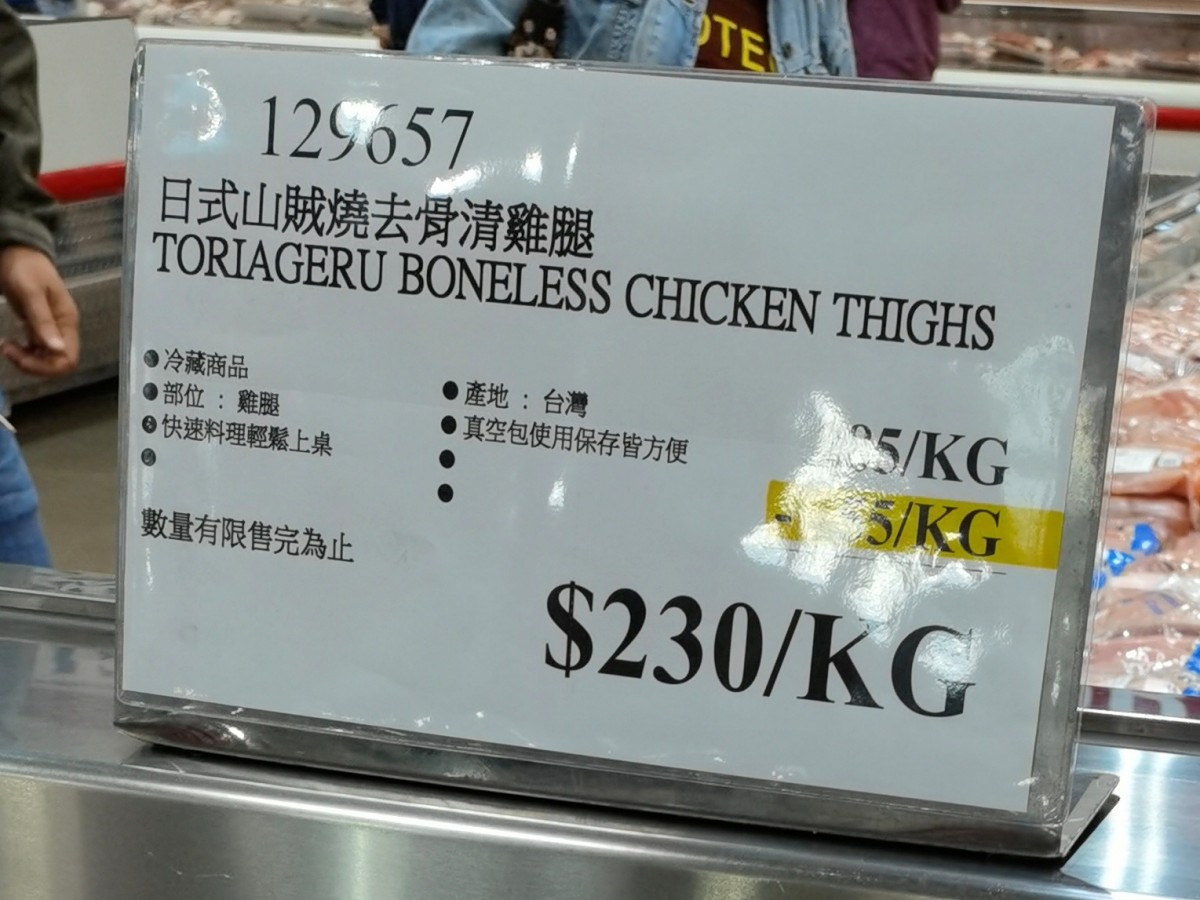 129657
日式山賊燒去骨清雞腿
TORIAGERU BONELESS CHICKEN THIGHS
● 冷藏商品
● 部位 : 雞腿
● 快速料理輕鬆上桌
●
● 產地 : 台灣
● 真空包使用保存皆方便
●
●
數量有限售完為止
/KG
5/KG
$230/KG